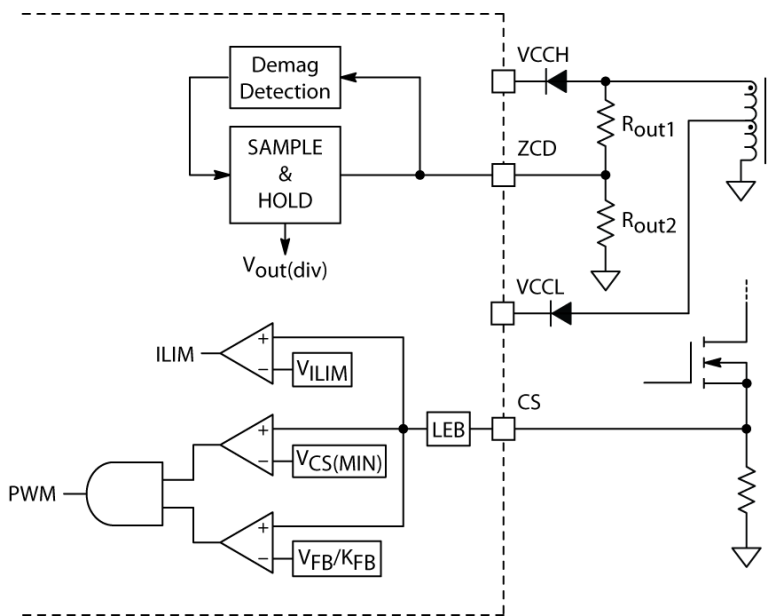 VCCH
Demag
Detection
Rout1
SAMPLE
&
HOLD
ZCD
Rout2
Vout(div)
VCCL
+
ILIM
−
VILIM
CS
LEB
+
−
VCS(MIN)
PWM
+
−
VFB/KFB